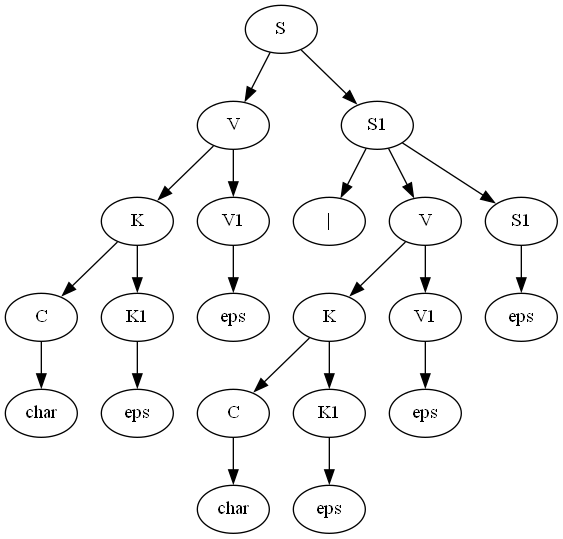 S
V S1
K V1 | V S1
C K1 eps K V1 eps
char eps C K1 eps
char eps